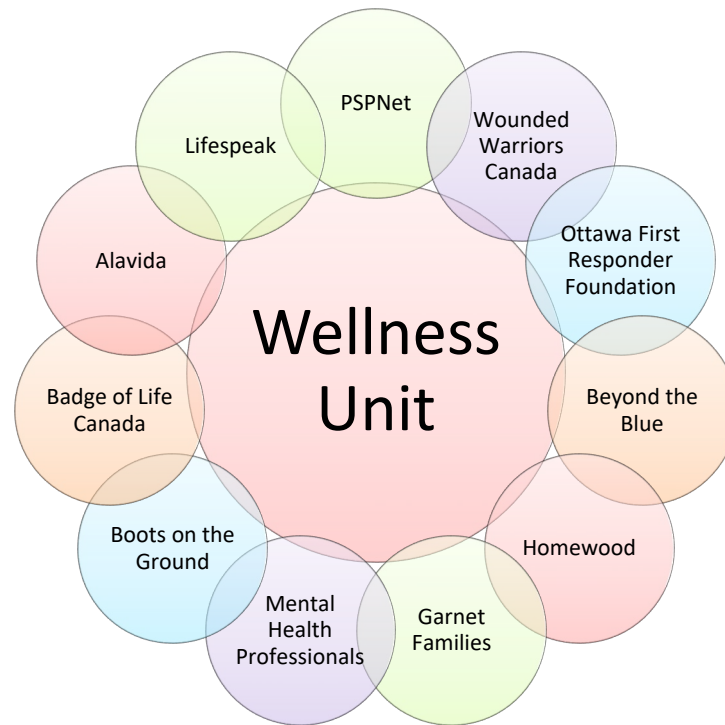 PSPNet
Wounded
Warriors
Canada
Ottawa First
Responder
Foundation
Beyond the
Blue
Homewood
Garnet
Families
Mental
Health
Professionals
Boots on the
Ground
Badge of Life
Canada
Alavida
Lifespeak
Wellness
Unit